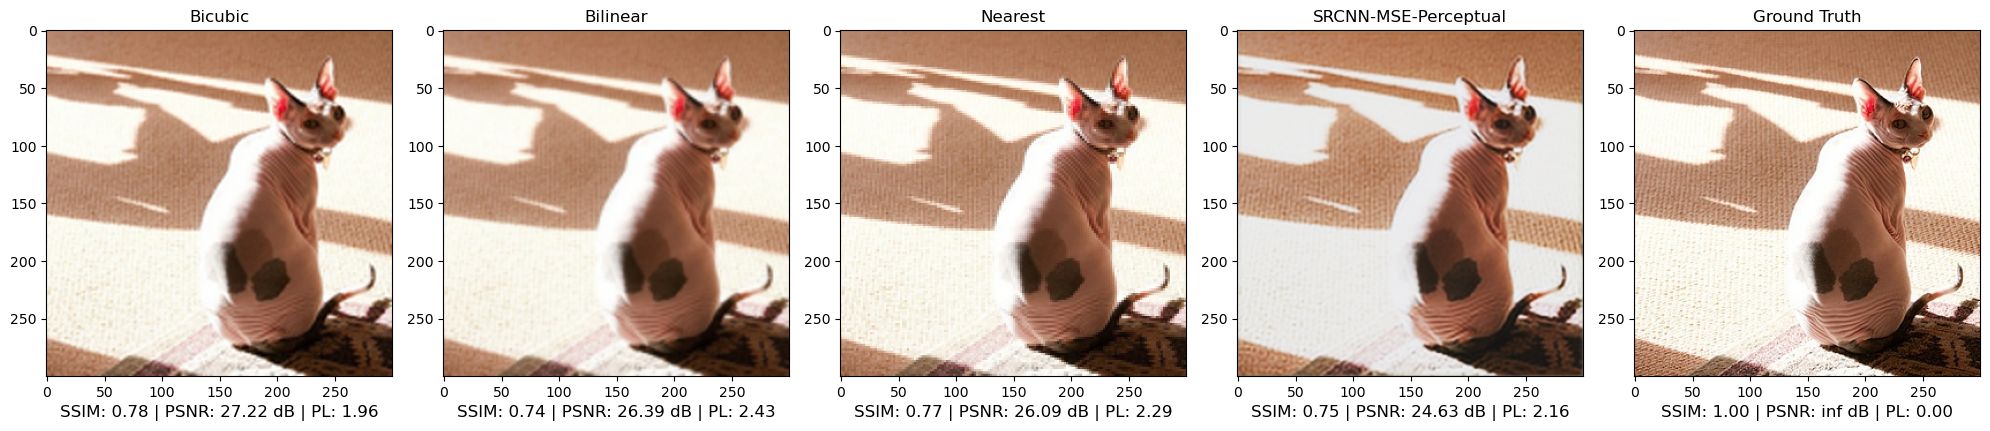 Bicubic
0
50
100
150
200
250
0 50 100 150 200 250
SSIM: 0.78 | PSNR: 27.22 dB | PL: 1.96
Bilinear
0
50
100
150
200
250
0 50 100 150 200 250
SSIM: 0.74 | PSNR: 26.39 dB | PL: 2.43
Nearest
0
50
100
150
200
250
0 50 100 150 200 250
SSIM: 0.77 | PSNR: 26.09 dB | PL: 2.29
SRCNN-MSE-Perceptual
0
50
100
150
200
250
0 50 100 150 200 250
SSIM: 0.75 | PSNR: 24.63 dB | PL: 2.16
Ground Truth
0
50
100
150
200
250
0 50 100 150 200 250
SSIM: 1.00 | PSNR: inf dB | PL: 0.00